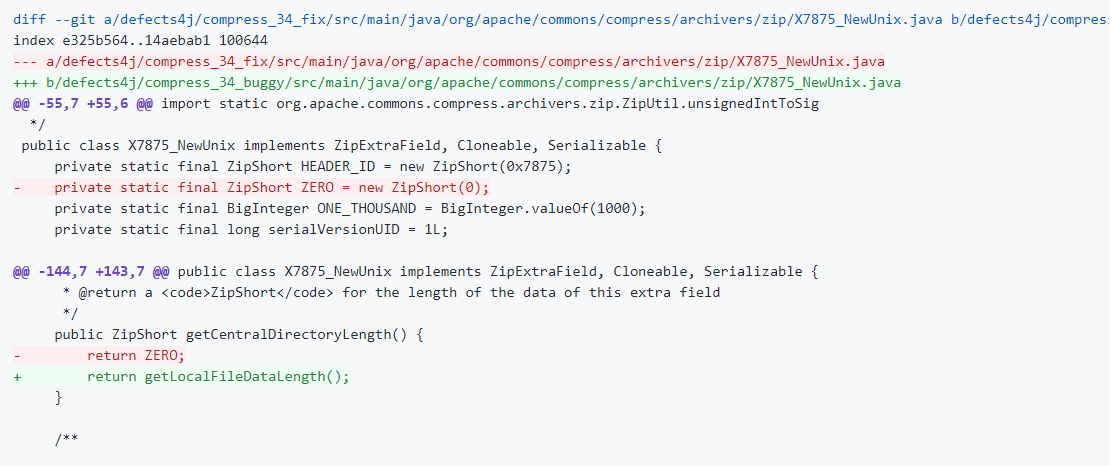 diff --git a/defects4j/compress_34_fix/src/main/java/org/apache/commons/compress/archivers/zip/X7875_NewUnix.java b/defects4j/compres
index e325b564..14aebab1 100644
--- a/defects4j/compress_34_fix/src/main/java/org/apache/commons/compress/archivers/zip/X7875_NewUnix.java
+++ b/defects4j/compress_34_buggy/src/main/java/org/apache/commons/compress/archivers/zip/X7875_NewUnix.java
@@ -55,7 +55,6 @@ import static org.apache.commons.compress.archivers.zip.ZipUtil.unsignedIntToSig
  */
 public class X7875_NewUnix implements ZipExtraField, Cloneable, Serializable {
     private static final ZipShort HEADER_ID = new ZipShort(0x7875);
-    private static final ZipShort ZERO = new ZipShort(0);
     private static final BigInteger ONE_THOUSAND = BigInteger.valueOf(1000);
     private static final long serialVersionUID = 1L;
@@ -144,7 +143,7 @@ public class X7875_NewUnix implements ZipExtraField, Cloneable, Serializable {
      * @return a <code>ZipShort</code> for the length of the data of this extra field
      */
     public ZipShort getCentralDirectoryLength() {
-        return ZERO;
+        return getLocalFileDataLength();
     }
     /**